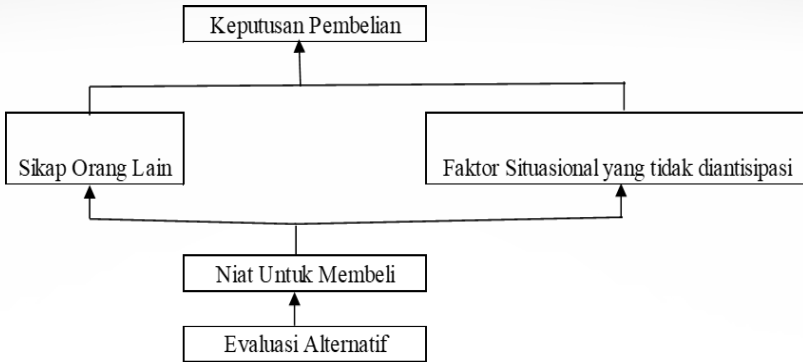 Keputusan Pembelian
Sikap Orang Lain
Faktor Situasional yang tidak diantisipasi
Niat Untuk Membeli
Evaluasi Alternatif